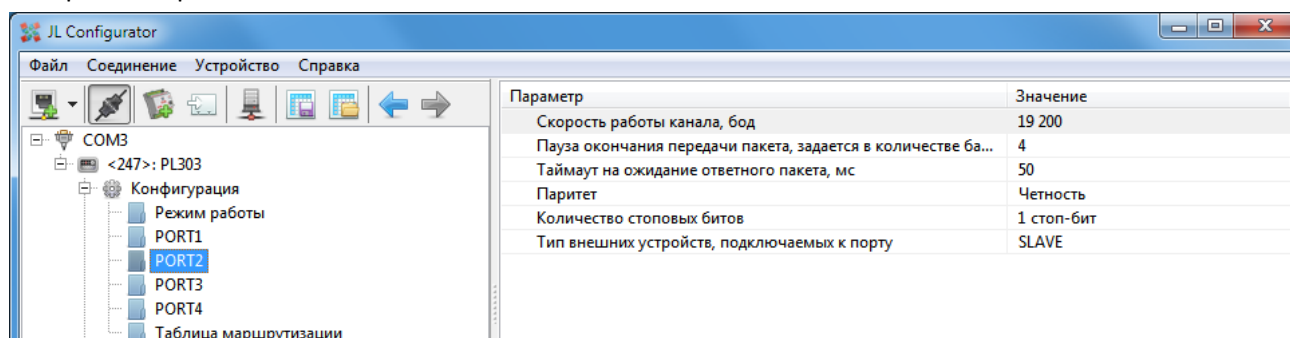 JL Configurator
Файл Соединение Устройство Справка
COM3
<247>: PL303
Конфигурация
Режим работы
PORT1
PORT2
PORT3
PORT4
Таблица маршрутизации
Параметр Значение
Скорость работы канала, бод 19 200
Пауза окончания передачи пакета, задается в количестве ба... 4
Таймаут на ожидание ответного пакета, мс 50
Паритет Четность
Количество стоповых битов 1 стоп-бит
Тип внешних устройств, подключаемых к порту SLAVE